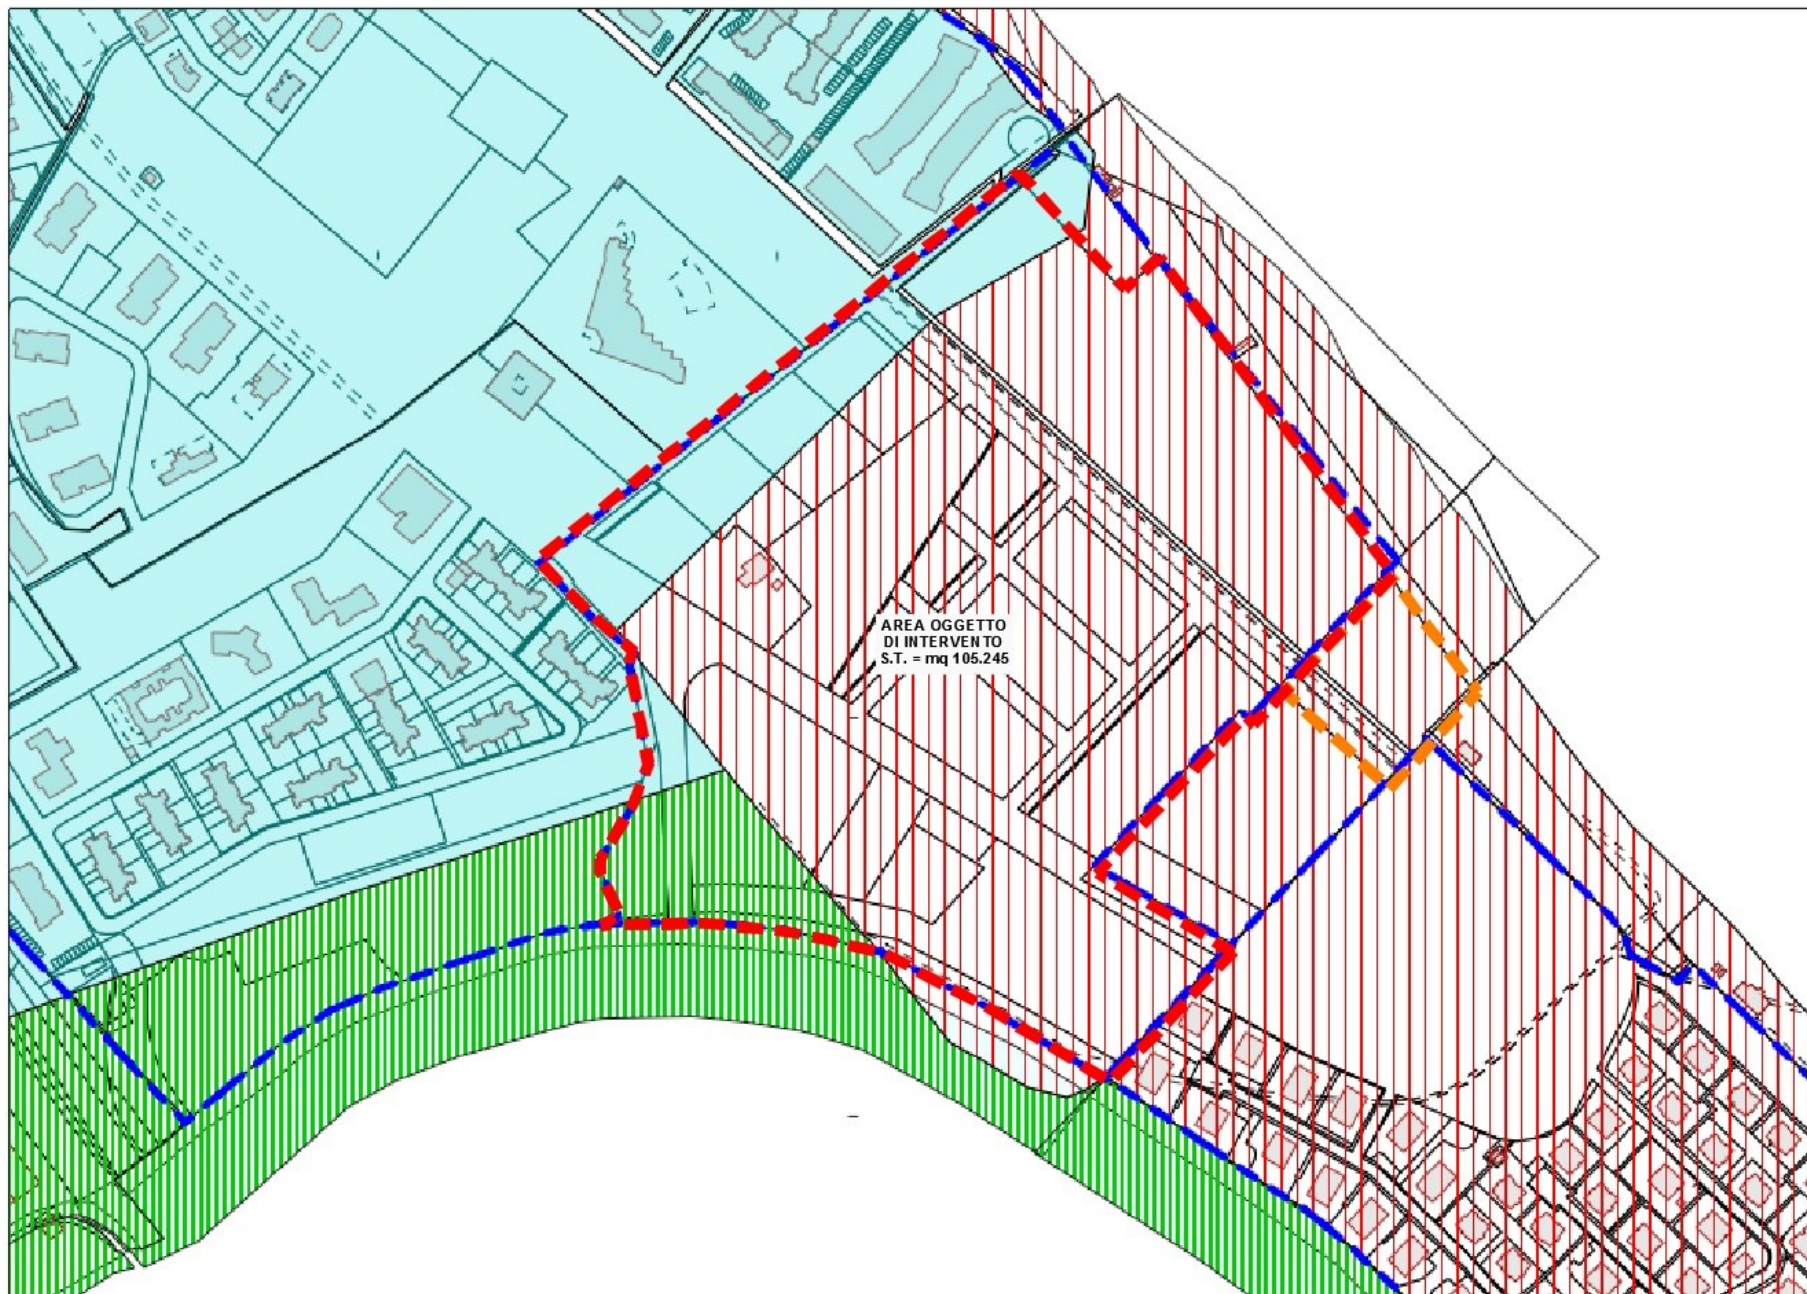 AREA OGGETTO
DI INTERVENTO
S.T. = mq 105.245